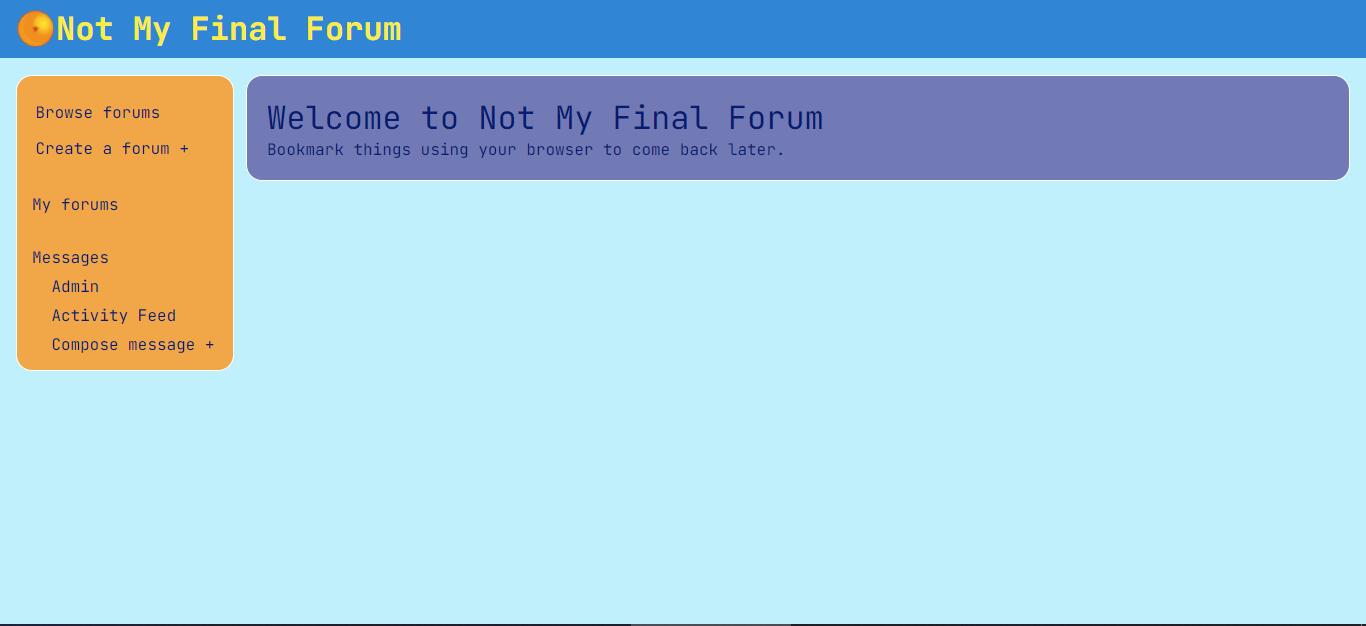 Not My Final Forum
Browse forums
Create a forum +
My forums
Messages
Admin
Activity Feed
Compose message +
Welcome to Not My Final Forum
Bookmark things using your browser to come back later.